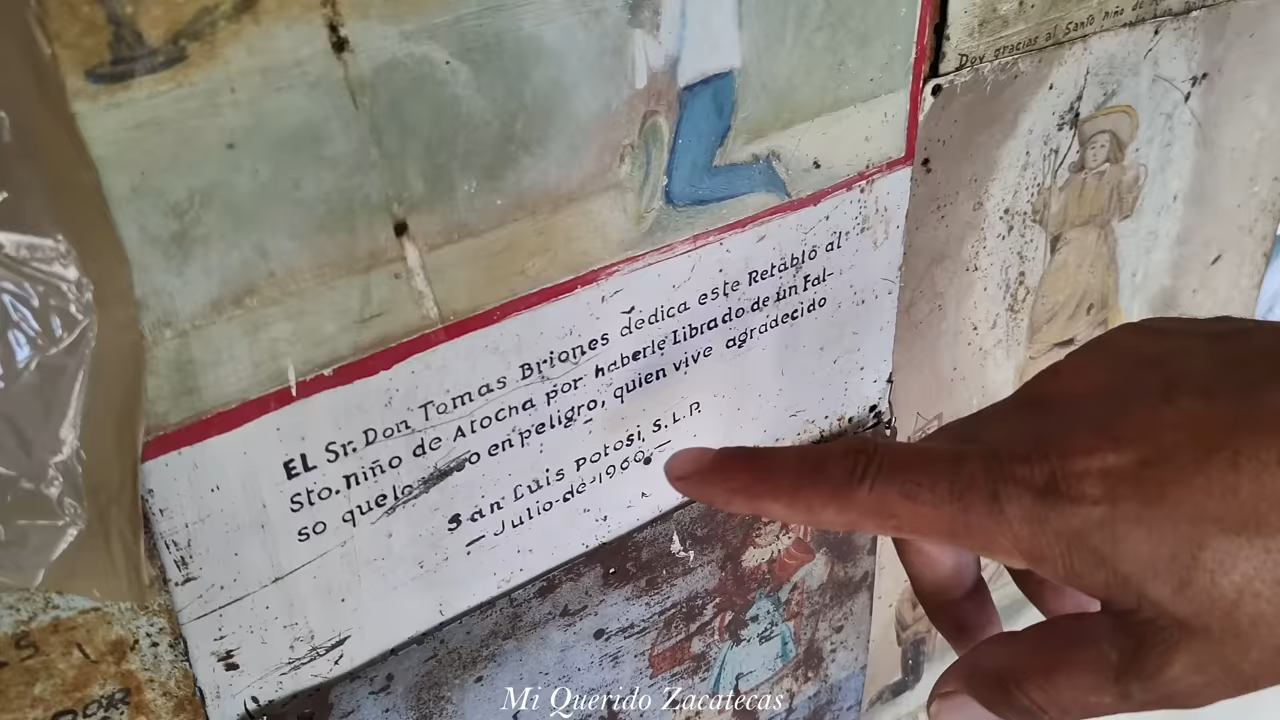 Doy gracias al Santo niño de
EL Sr. Don Tomas Briones dedica este Retablo al
Sto. niño de Atocha por haberle Librado de un Fal-
so que lo en peligro, quien vive agradecido
San Luis Potosi, S.L.P.
— Julio-de-1960.—
Mi Querido Zacatecas